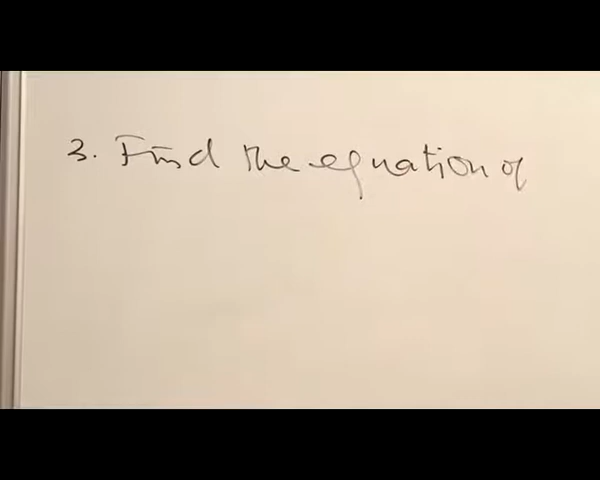 3. Find the equation of